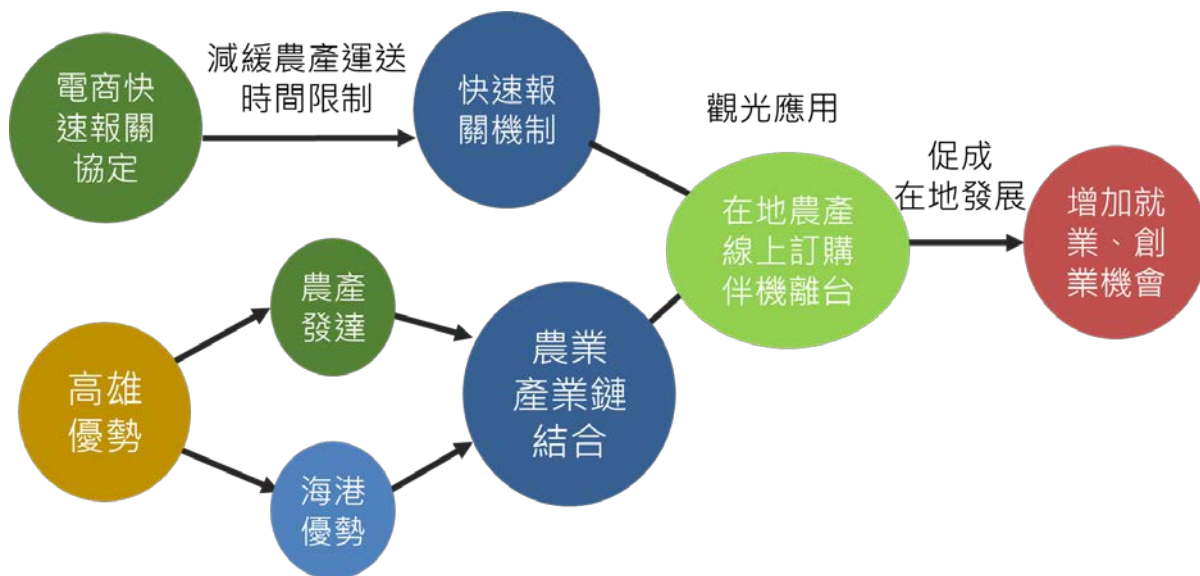 電商快
速報關
協定
減緩農產運送
時間限制
快速報
關機制
觀光應用
在地農產
線上訂購
伴機離台
促成
在地發展
增加就
業、創
業機會
高雄
優勢
農產
發達
海港
優勢
農業
產業鏈
結合